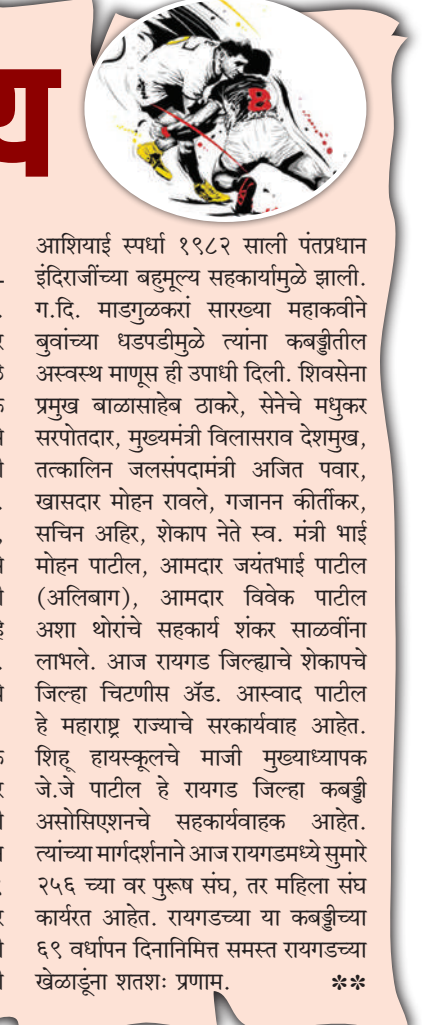 य
B
आशियाई स्पर्धा १९८२ साली पंतप्रधान
इंदिराजींच्या बहुमूल्य सहकार्यामुळे झाली.
ग.दि. माडगुळकरां सारख्या महाकवीने
बुवांच्या धडपडीमुळे त्यांना कबड्डीतील
अस्वस्थ माणूस ही उपाधी दिली. शिवसेना
प्रमुख बाळासाहेब ठाकरे, सेनेचे मधुकर
सरपोतदार, मुख्यमंत्री विलासराव देशमुख,
तत्कालिन जलसंपदामंत्री अजित पवार,
खासदार मोहन रावले, गजानन कीर्तीकर,
सचिन अहिर, शेकाप नेते स्व. मंत्री भाई
मोहन पाटील, आमदार जयंतभाई पाटील
(अलिबाग), आमदार विवेक पाटील
अशा थोरांचे सहकार्य शंकर साळवींना
लाभले. आज रायगड जिल्ह्याचे शेकापचे
जिल्हा चिटणीस ॲड. आस्वाद पाटील
हे महाराष्ट्र राज्याचे सरकार्यवाह आहेत.
शिहू हायस्कूलचे माजी मुख्याध्यापक
जे.जे पाटील हे रायगड जिल्हा कबड्डी
असोसिएशनचे सहकार्यवाहक आहेत.
त्यांच्या मार्गदर्शनाने आज रायगडमध्ये सुमारे
२५६ च्या वर पुरूष संघ, तर महिला संघ
कार्यरत आहेत. रायगडच्या या कबड्डीच्या
६९ वर्धापन दिनानिमित्त समस्त रायगडच्या
खेळाडूंना शतशः प्रणाम. **